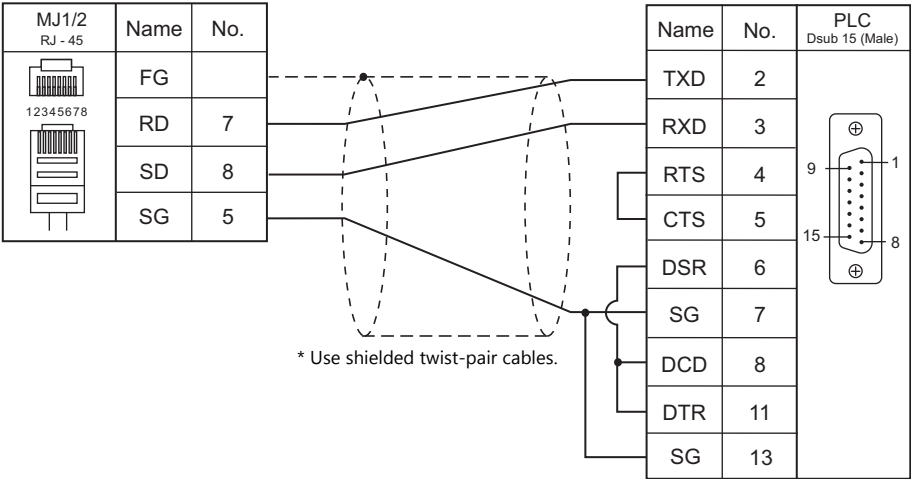 MJ1/2
RJ - 45
Name
No.
12345678
FG
RD 7
SD 8
SG 5
* Use shielded twist-pair cables.
Name
No.
PLC
Dsub 15 (Male)
TXD 2
RXD 3
RTS 4
CTS 5
DSR 6
SG 7
DCD 8
DTR 11
SG 13
9
1
15
8